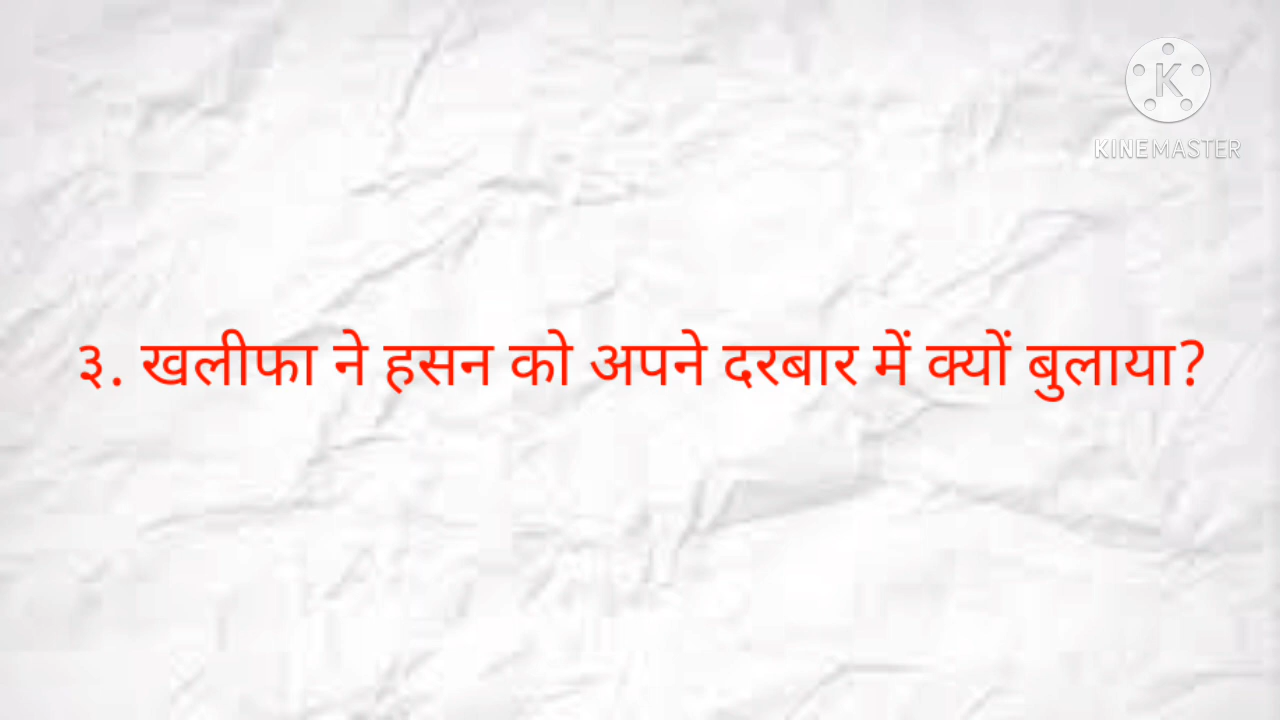 KINEMASTER
३. खलीफा ने हसन को अपने दरबार में क्यों बुलाया?